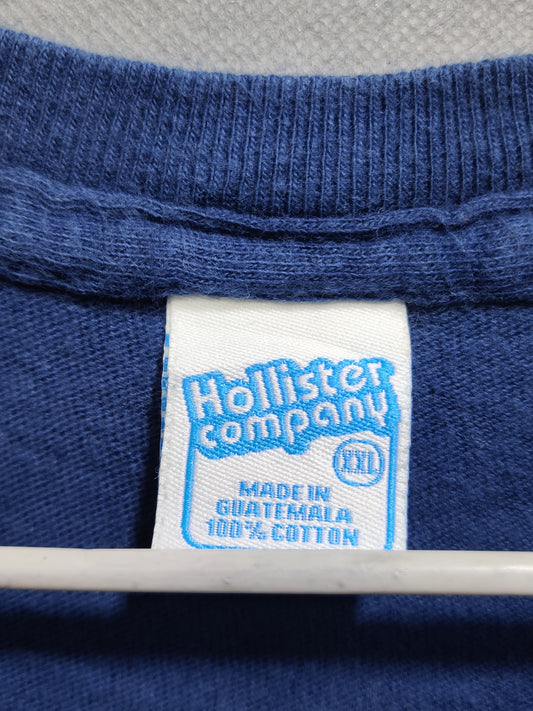 Hollister
company
XXL
MADE IN
GUATEMALA
100% COTTON